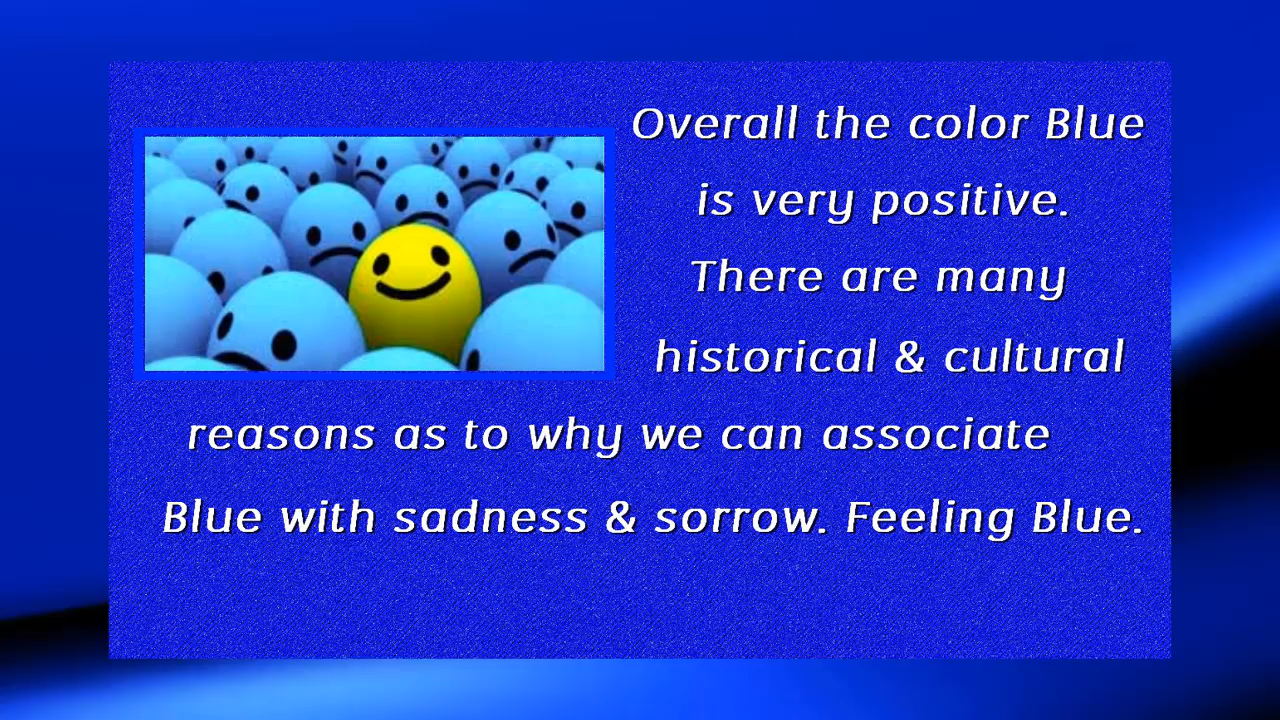 Overall the color Blue
is very positive.
There are many
historical & cultural
reasons as to why we can associate
Blue with sadness & sorrow. Feeling Blue.